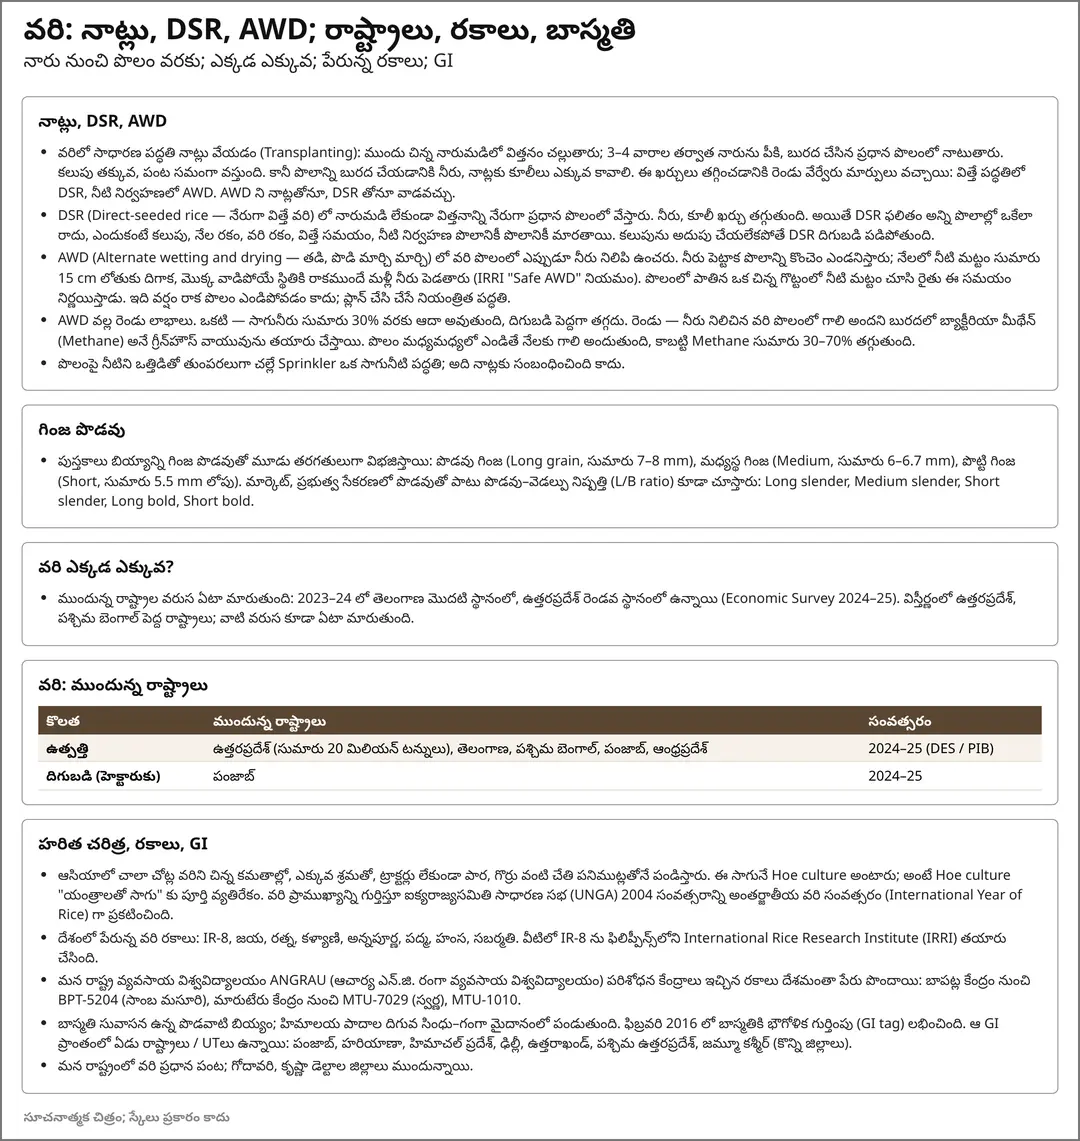 వరి: నాట్లు, DSR, AWD; రాష్ట్రాలు, రకాలు, బాస్మతి
నారు నుంచి పొలం వరకు; ఎక్కడ ఎక్కువ; పేరున్న రకాలు; GI
నాట్లు, DSR, AWD
• వరిలో సాధారణ పద్ధతి నాట్లు వేయడం (Transplanting): ముందు చిన్న నారుమడిలో విత్తనం చల్లుతారు; 3–4 వారాల తర్వాత నారును పీకి, బురద చేసిన ప్రధాన పొలంలో నాటుతారు.
కలుపు తక్కువ, పంట సమంగా వస్తుంది. కానీ పొలాన్ని బురద చేయడానికి నీరు, నాట్లకు కూలీలు ఎక్కువ కావాలి. ఈ ఖర్చులు తగ్గించడానికి రెండు వేర్వేరు మార్పులు వచ్చాయి: విత్తే పద్ధతిలో
DSR, నీటి నిర్వహణలో AWD. AWD ని నాట్లతోనూ, DSR తోనూ వాడవచ్చు.
• DSR (Direct-seeded rice — నేరుగా విత్తే వరి) లో నారుమడి లేకుండా విత్తనాన్ని నేరుగా ప్రధాన పొలంలో వేస్తారు. నీరు, కూలీ ఖర్చు తగ్గుతుంది. అయితే DSR ఫలితం అన్ని పొలాల్లో ఒకేలా
రాదు, ఎందుకంటే కలుపు, నేల రకం, వరి రకం, విత్తే సమయం, నీటి నిర్వహణ పొలానికీ పొలానికీ మారతాయి. కలుపును అదుపు చేయలేకపోతే DSR దిగుబడి పడిపోతుంది.
• AWD (Alternate wetting and drying — తడి, పొడి మార్చి మార్చి) లో వరి పొలంలో ఎప్పుడూ నీరు నిలిపి ఉంచరు. నీరు పెట్టాక పొలాన్ని కొంచెం ఎండనిస్తారు; నేలలో నీటి మట్టం సుమారు
15 cm లోతుకు దిగాక, మొక్క వాడిపోయే స్థితికి రాకముందే మళ్లీ నీరు పెడతారు (IRRI "Safe AWD" నియమం). పొలంలో పాతిన ఒక చిన్న గొట్టంలో నీటి మట్టం చూసి రైతు ఈ సమయం
నిర్ణయిస్తాడు. ఇది వర్షం రాక పొలం ఎండిపోవడం కాదు; ప్లాన్ చేసి చేసే నియంత్రిత పద్ధతి.
• AWD వల్ల రెండు లాభాలు. ఒకటి — సాగునీరు సుమారు 30% వరకు ఆదా అవుతుంది, దిగుబడి పెద్దగా తగ్గదు. రెండు — నీరు నిలిచిన వరి పొలంలో గాలి అందని బురదలో బ్యాక్టీరియా మీథేన్
(Methane) అనే గ్రీన్‌హౌస్ వాయువును తయారు చేస్తాయి. పొలం మధ్యమధ్యలో ఎండితే నేలకు గాలి అందుతుంది, కాబట్టి Methane సుమారు 30–70% తగ్గుతుంది.
• పొలంపై నీటిని ఒత్తిడితో తుంపరలుగా చల్లే Sprinkler ఒక సాగునీటి పద్ధతి; అది నాట్లకు సంబంధించింది కాదు.
గింజ పొడవు
• పుస్తకాలు బియ్యాన్ని గింజ పొడవుతో మూడు తరగతులుగా విభజిస్తాయి: పొడవు గింజ (Long grain, సుమారు 7–8 mm), మధ్యస్థ గింజ (Medium, సుమారు 6–6.7 mm), పొట్టి గింజ
(Short, సుమారు 5.5 mm లోపు). మార్కెట్, ప్రభుత్వ సేకరణలో పొడవుతో పాటు పొడవు–వెడల్పు నిష్పత్తి (L/B ratio) కూడా చూస్తారు: Long slender, Medium slender, Short
slender, Long bold, Short bold.
వరి ఎక్కడ ఎక్కువ?
• ముందున్న రాష్ట్రాల వరుస ఏటా మారుతుంది: 2023–24 లో తెలంగాణ మొదటి స్థానంలో, ఉత్తరప్రదేశ్ రెండవ స్థానంలో ఉన్నాయి (Economic Survey 2024–25). విస్తీర్ణంలో ఉత్తరప్రదేశ్,
పశ్చిమ బెంగాల్ పెద్ద రాష్ట్రాలు; వాటి వరుస కూడా ఏటా మారుతుంది.
వరి: ముందున్న రాష్ట్రాలు
కొలత ముందున్న రాష్ట్రాలు సంవత్సరం
ఉత్పత్తి ఉత్తరప్రదేశ్ (సుమారు 20 మిలియన్ టన్నులు), తెలంగాణ, పశ్చిమ బెంగాల్, పంజాబ్, ఆంధ్రప్రదేశ్ 2024–25 (DES / PIB)
దిగుబడి (హెక్టారుకు) పంజాబ్ 2024–25
హరిత చరిత్ర, రకాలు, GI
• ఆసియాలో చాలా చోట్ల వరిని చిన్న కమతాల్లో, ఎక్కువ శ్రమతో, ట్రాక్టర్లు లేకుండా పార, గొర్రు వంటి చేతి పనిముట్లతోనే పండిస్తారు. ఈ సాగునే Hoe culture అంటారు; అంటే Hoe culture
"యంత్రాలతో సాగు" కు పూర్తి వ్యతిరేకం. వరి ప్రాముఖ్యాన్ని గుర్తిస్తూ ఐక్యరాజ్యసమితి సాధారణ సభ (UNGA) 2004 సంవత్సరాన్ని అంతర్జాతీయ వరి సంవత్సరం (International Year of
Rice) గా ప్రకటించింది.
• దేశంలో పేరున్న వరి రకాలు: IR-8, జయ, రత్న, కళ్యాణి, అన్నపూర్ణ, పద్మ, హంస, సబర్మతి. వీటిలో IR-8 ను ఫిలిప్పీన్స్‌లోని International Rice Research Institute (IRRI) తయారు
చేసింది.
• మన రాష్ట్ర వ్యవసాయ విశ్వవిద్యాలయం ANGRAU (ఆచార్య ఎన్.జి. రంగా వ్యవసాయ విశ్వవిద్యాలయం) పరిశోధన కేంద్రాలు ఇచ్చిన రకాలు దేశమంతా పేరు పొందాయి: బాపట్ల కేంద్రం నుంచి
BPT-5204 (సాంబ మసూరి), మారుటేరు కేంద్రం నుంచి MTU-7029 (స్వర్ణ), MTU-1010.
• బాస్మతి సువాసన ఉన్న పొడవాటి బియ్యం; హిమాలయ పాదాల దిగువ సింధు–గంగా మైదానంలో పండుతుంది. ఫిబ్రవరి 2016 లో బాస్మతికి భౌగోళిక గుర్తింపు (GI tag) లభించింది. ఆ GI
ప్రాంతంలో ఏడు రాష్ట్రాలు / UTలు ఉన్నాయి: పంజాబ్, హరియాణా, హిమాచల్ ప్రదేశ్, ఢిల్లీ, ఉత్తరాఖండ్, పశ్చిమ ఉత్తరప్రదేశ్, జమ్మూ కశ్మీర్ (కొన్ని జిల్లాలు).
• మన రాష్ట్రంలో వరి ప్రధాన పంట; గోదావరి, కృష్ణా డెల్టాల జిల్లాలు ముందున్నాయి.
సూచనాత్మక చిత్రం; స్కేలు ప్రకారం కాదు